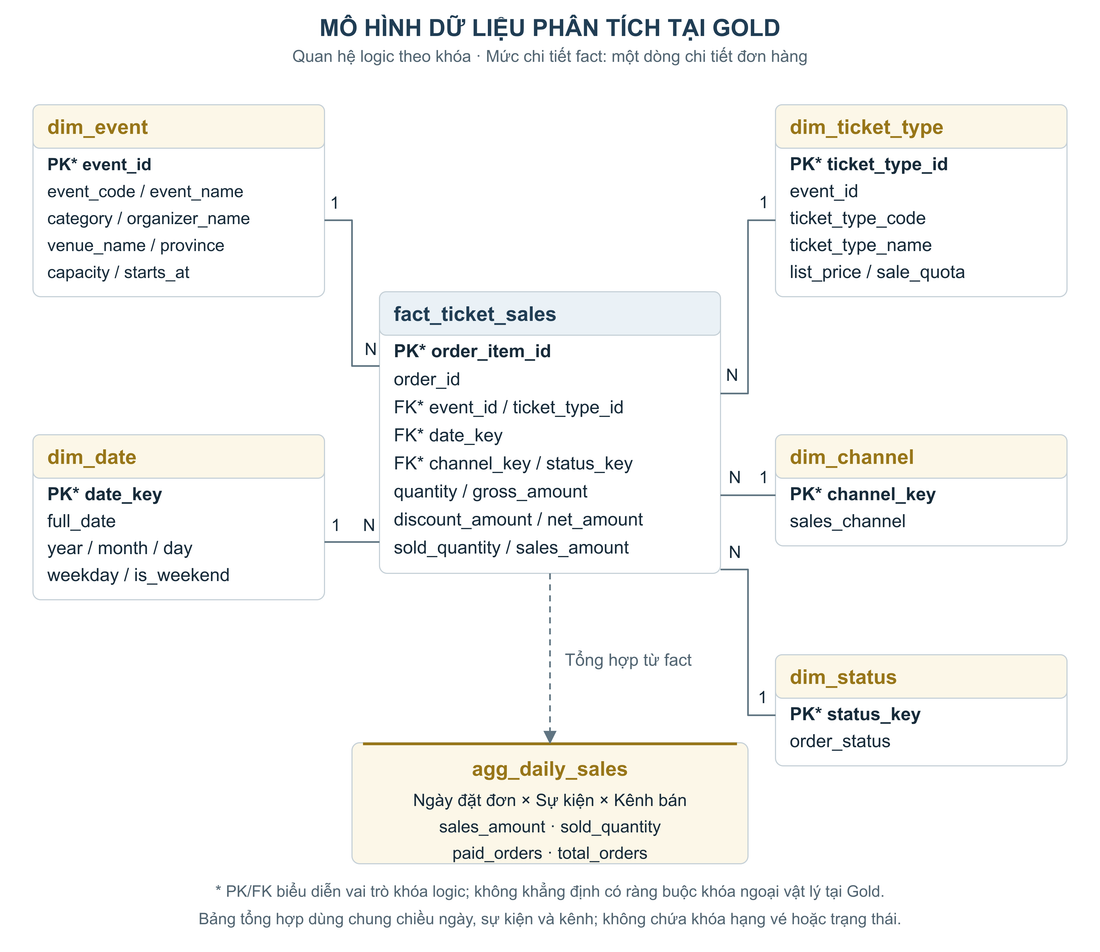 MÔ HÌNH DỮ LIỆU PHÂN TÍCH TẠI GOLD
Quan hệ logic theo khóa · Mức chi tiết fact: một dòng chi tiết đơn hàng
dim_event
PK* event_id
event_code / event_name
category / organizer_name
venue_name / province
capacity / starts_at
1
N
dim_ticket_type
PK* ticket_type_id
event_id
ticket_type_code
ticket_type_name
list_price / sale_quota
1
N
fact_ticket_sales
PK* order_item_id
order_id
FK* event_id / ticket_type_id
FK* date_key
FK* channel_key / status_key
quantity / gross_amount
discount_amount / net_amount
sold_quantity / sales_amount
dim_date
PK* date_key
full_date
year / month / day
weekday / is_weekend
1 N
dim_channel
PK* channel_key
sales_channel
N 1
N
1
dim_status
PK* status_key
order_status
Tổng hợp từ fact
agg_daily_sales
Ngày đặt đơn × Sự kiện × Kênh bán
sales_amount · sold_quantity
paid_orders · total_orders
* PK/FK biểu diễn vai trò khóa logic; không khẳng định có ràng buộc khóa ngoại vật lý tại Gold.
Bảng tổng hợp dùng chung chiều ngày, sự kiện và kênh; không chứa khóa hạng vé hoặc trạng thái.